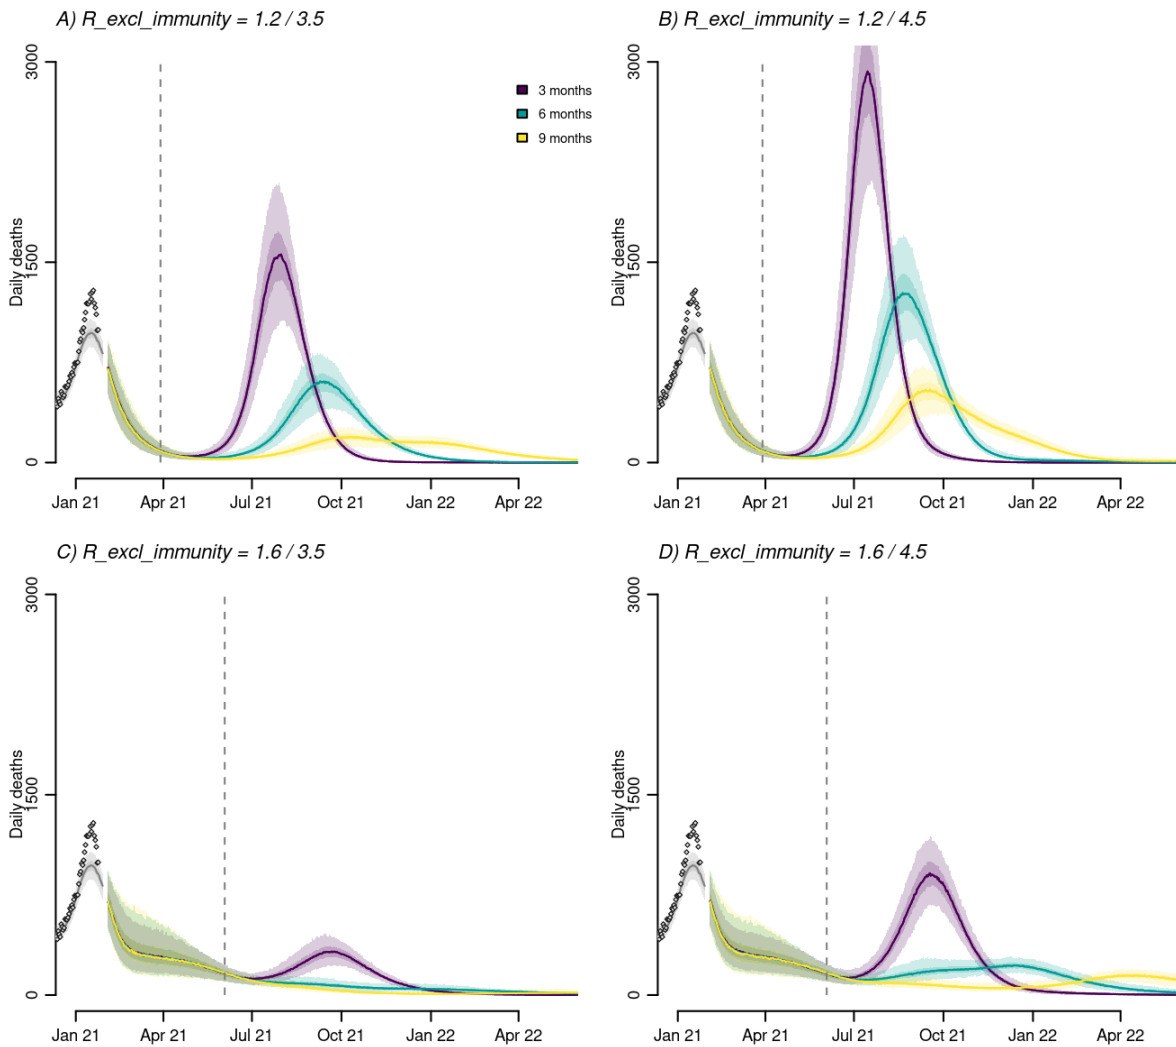 A) R_excl_immunity = 1.2 / 3.5
Daily deaths
0
1500
3000
3 months
6 months
9 months
Jan 21
Apr 21
Jul 21
Oct 21
Jan 22
Apr 22
B) R_excl_immunity = 1.2 / 4.5
Daily deaths
0
1500
3000
Jan 21
Apr 21
Jul 21
Oct 21
Jan 22
Apr 22
C) R_excl_immunity = 1.6 / 3.5
Daily deaths
0
1500
3000
Jan 21
Apr 21
Jul 21
Oct 21
Jan 22
Apr 22
D) R_excl_immunity = 1.6 / 4.5
Daily deaths
0
1500
3000
Jan 21
Apr 21
Jul 21
Oct 21
Jan 22
Apr 22